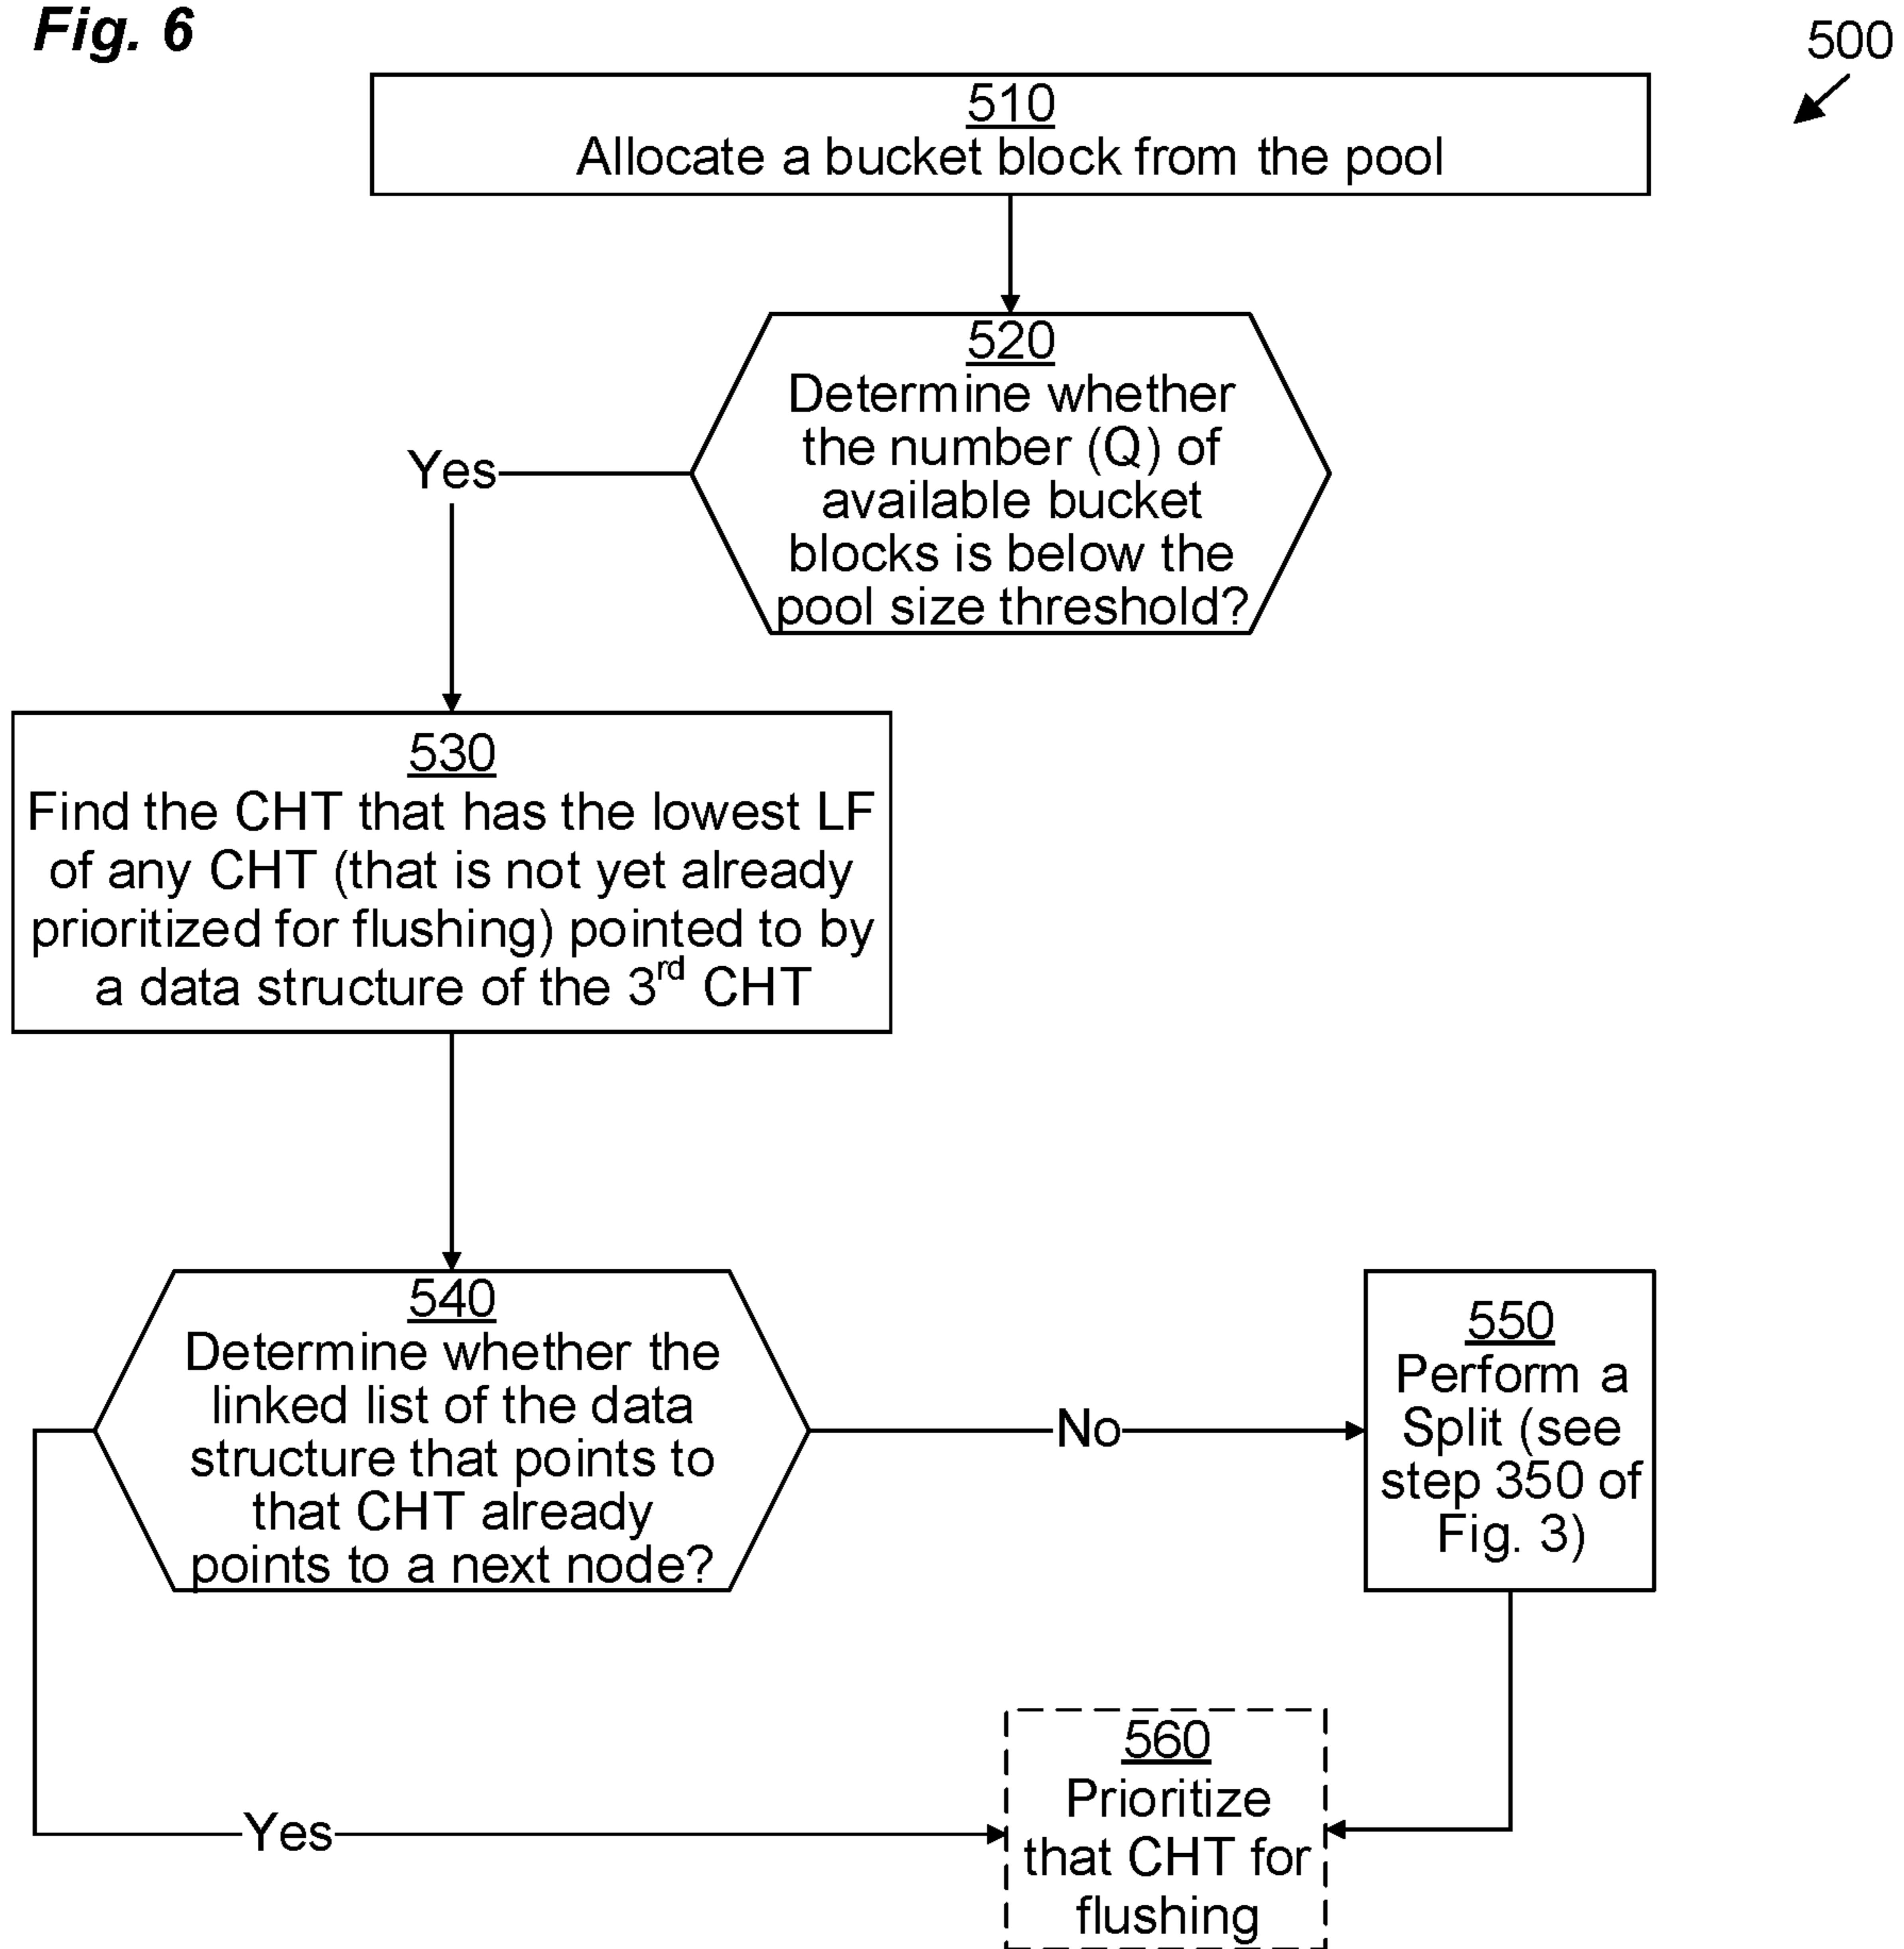 Fig. 6
500
510
Allocate a bucket block from the pool
520
Determine whether
the number (Q) of
available bucket
blocks is below the
pool size threshold?
Yes
530
Find the CHT that has the lowest LF
of any CHT (that is not yet already
prioritized for flushing) pointed to by
a data structure of the 3rd CHT
540
Determine whether the
linked list of the data
structure that points to
that CHT already
points to a next node?
No
550
Perform a
Split (see
step 350 of
Fig. 3)
Yes
560
Prioritize
that CHT for
flushing